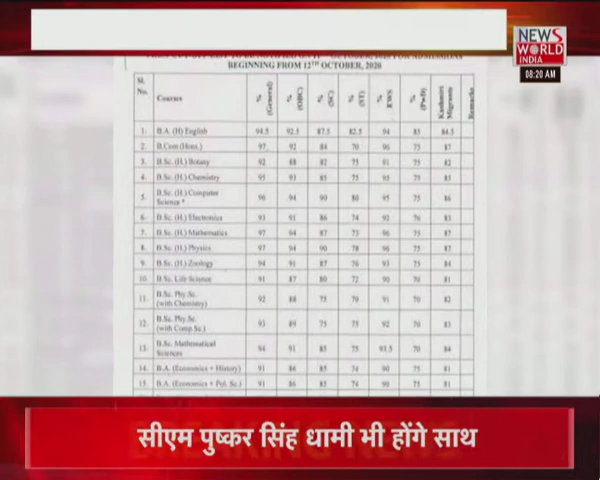 NEWS
WORLD
INDIA
08:20 AM
BEGINNING FROM 12TH OCTOBER, 2020
Sl. No. Courses % (General) % (OBC) % (SC) % (ST) % EWS % (PwD) Kashmiri Migrants Remarks
1. B.A. (H) English 94.5 92.5 87.5 82.5 94 85 84.5
2. B.Com (Hons.) 97 92 84 70 96 75 87
3. B.Sc. (H.) Botany 92 88 82 75 91 75 82
4. B.Sc. (H.) Chemistry 95 93 85 75 93 75 85
5. B.Sc. (H.) Computer Science * 96 94 90 80 95 75 86
6. B.Sc. (H.) Electronics 93 91 86 74 92 70 83
7. B.Sc. (H.) Mathematics 97 94 87 73 96 75 87
8. B.Sc. (H.) Physics 97 94 90 78 96 75 87
9. B.Sc. (H.) Zoology 94 91 87 76 93 75 84
10. B.Sc. Life Science 91 87 80 72 90 70 81
11. B.Sc. Phy.Sc. (with Chemistry) 92 88 75 70 91 70 82
12. B.Sc. Phy.Sc. (with Comp.Sc.) 93 89 75 75 92 70 83
13. B.Sc. Mathematical Sciences 94 91 85 75 92.5 70 84
14. B.A. (Economics + History) 91 86 85 74 90 75 81
15. B.A. (Economics + Pol. Sc.) 91 86 85 74 90 75 81
सीएम पुष्कर सिंह धामी भी होंगे साथ